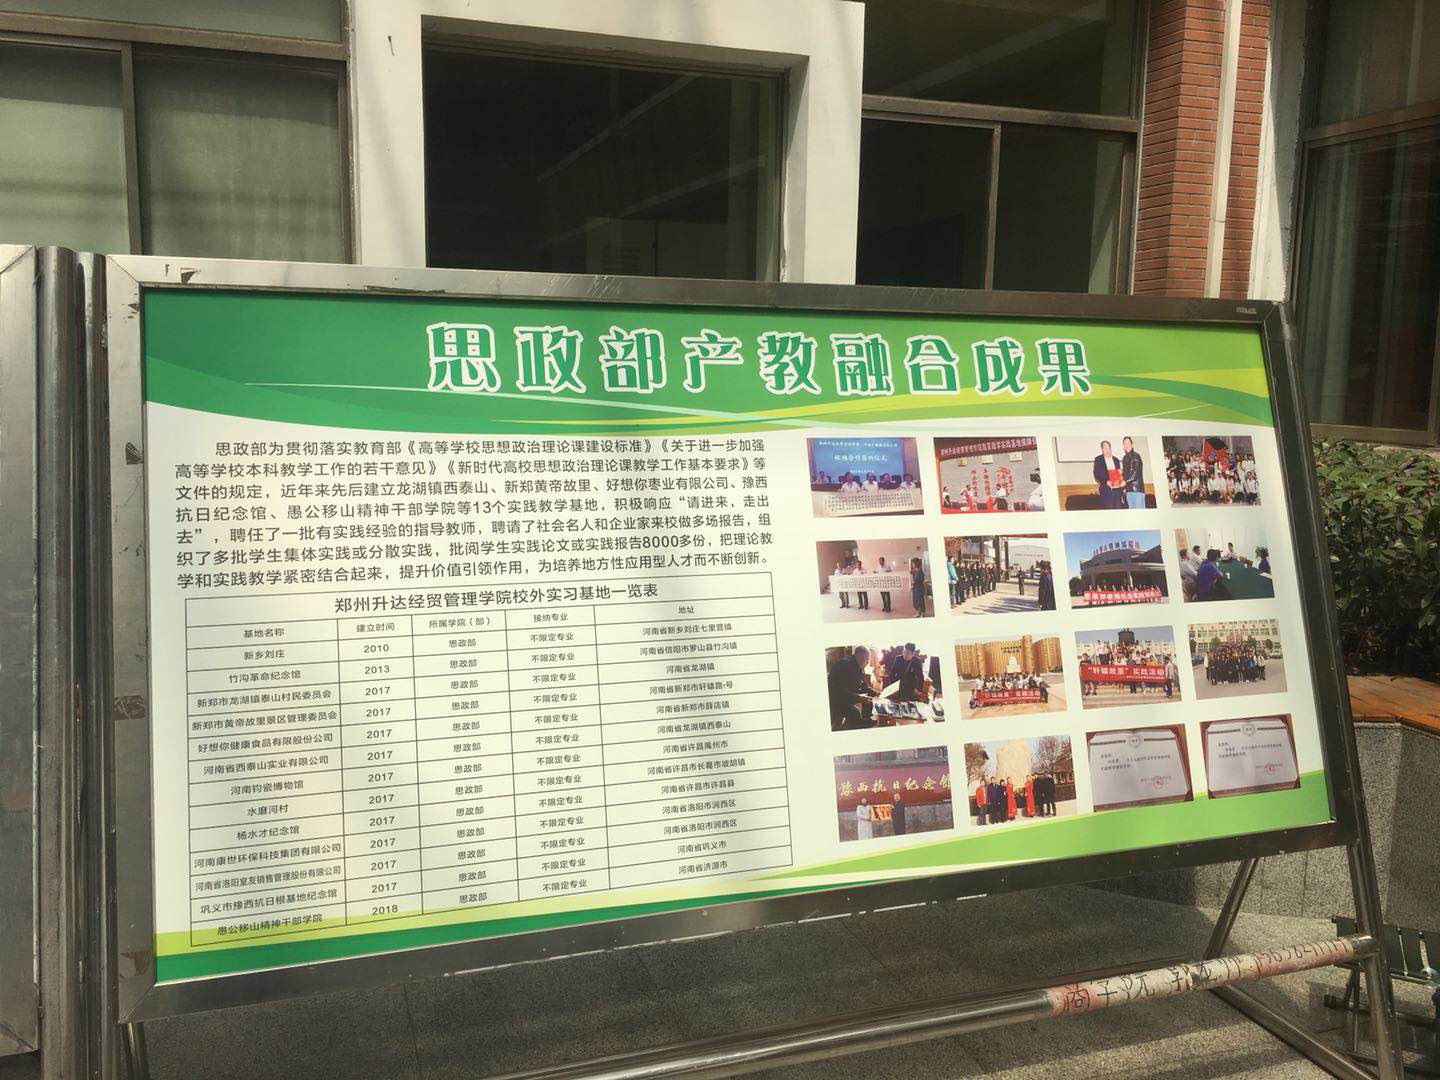 思政部产教融合成果
思政部为贯彻落实教育部《高等学校思想政治理论课建设标准》《关于进一步加强
高等学校本科教学工作的若干意见》《新时代高校思想政治理论课教学工作基本要求》等
文件的规定，近年来先后建立龙湖镇西泰山、新郑黄帝故里、好想你枣业有限公司、豫西
抗日纪念馆、愚公移山精神干部学院等13个实践教学基地，积极响应“请进来，走出
去”，聘任了一批有实践经验的指导教师，聘请了社会名人和企业家来校做多场报告，组
织了多批学生集体实践或分散实践，批阅学生实践论文或实践报告8000多份，把理论教
学和实践教学紧密结合起来，提升价值引领作用，为培养地方性应用型人才而不断创新。
郑州升达经贸管理学院校外实习基地一览表
基地名称 建立时间 所属学院（部） 接纳专业 地址
新乡刘庄 2010 思政部 不限定专业 河南省新乡刘庄七里营镇
竹沟革命纪念馆 2013 思政部 不限定专业 河南省信阳市罗山县竹沟镇
新郑市龙湖镇泰山村民委员会 2017 思政部 不限定专业 河南省龙湖镇
新郑市黄帝故里景区管理委员会 2017 思政部 不限定专业 河南省新郑市轩辕路1号
好想你健康食品有限股份公司 2017 思政部 不限定专业 河南省新郑市薛店镇
河南省西泰山实业有限公司 2017 思政部 不限定专业 河南省龙湖镇西泰山
河南钧瓷博物馆 2017 思政部 不限定专业 河南省许昌禹州市
水磨河村 2017 思政部 不限定专业 河南省许昌市长葛市坡胡镇
杨水才纪念馆 2017 思政部 不限定专业 河南省许昌市许昌县
河南康世环保科技集团有限公司 2017 思政部 不限定专业 河南省洛阳市涧西区
河南省洛阳室友销售管理股份有限公司 2017 思政部 不限定专业 河南省洛阳市涧西区
巩义市豫西抗日根基地纪念馆 2017 思政部 不限定专业 河南省巩义市
愚公移山精神干部学院 2018 思政部 不限定专业 河南省济源市
校地合作签约仪式
“轩辕故里”实践活动
“轩辕故里”实践活动
豫西抗日纪念馆
商学院